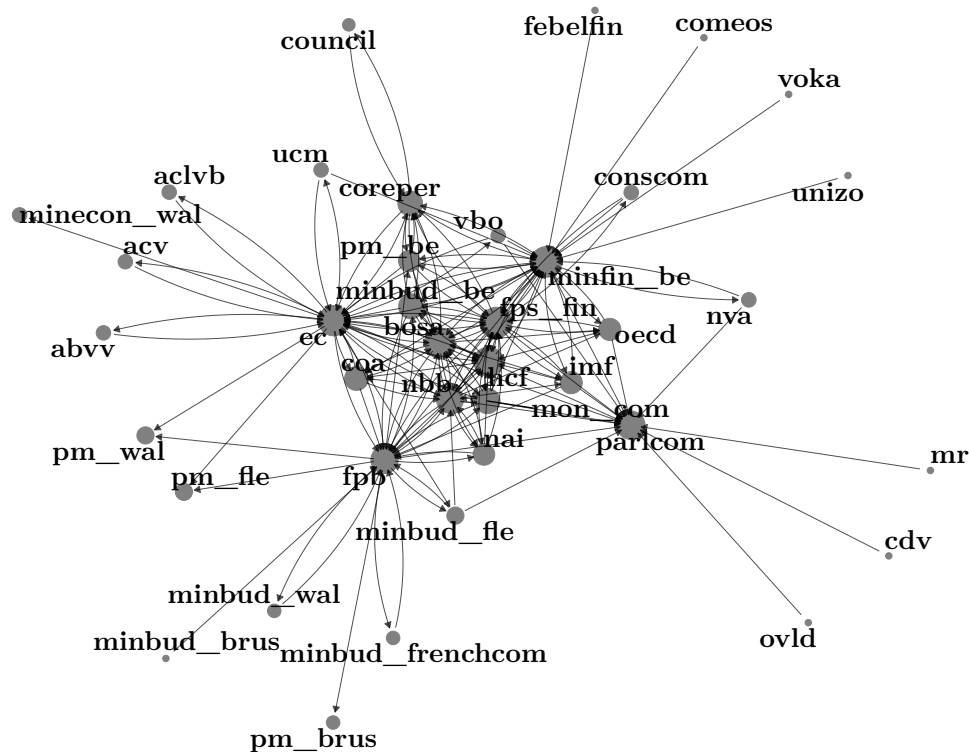 febelfin
comeos
council
voka
ucm
aclvb
coreper
conscom
unizo
minecon__wal
vbo
acv
pm__be
minfin__be
minbud__be
fps__fin
nva
abvv
ec
bosa
oecd
coa
nbb
hcf
imf
mon__com
pm__wal
nai
parlcom
mr
pm__fle
fpb
minbud__fle
cdv
minbud__wal
minbud__brus
ovld
minbud__frenchcom
pm__brus